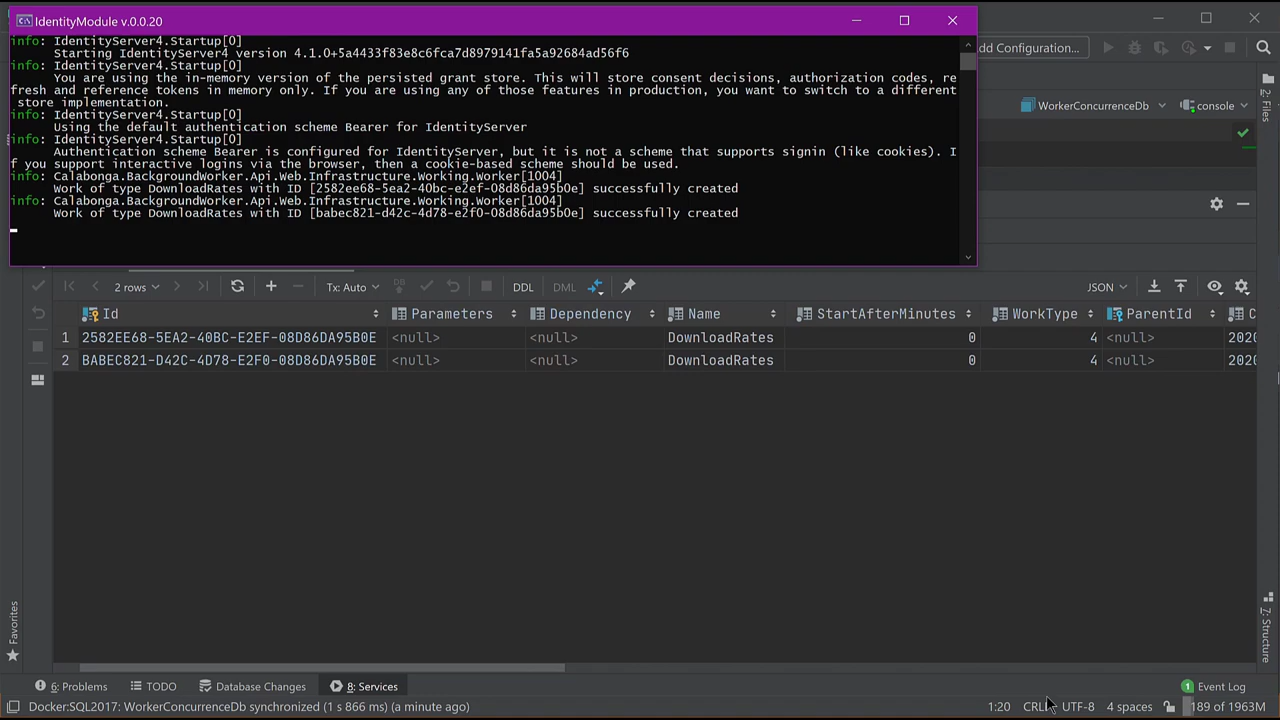 IdentityModule v.0.0.20
info: IdentityServer4.Startup[0]
Starting IdentityServer4 version 4.1.0+5a4433f83e8c6fca7d8979141fa5a92684ad56f6
info: IdentityServer4.Startup[0]
You are using the in-memory version of the persisted grant store. This will store consent decisions, authorization codes, re
fresh and reference tokens in memory only. If you are using any of those features in production, you want to switch to a different
store implementation.
info: IdentityServer4.Startup[0]
Using the default authentication scheme Bearer for IdentityServer
info: IdentityServer4.Startup[0]
Authentication scheme Bearer is configured for IdentityServer, but it is not a scheme that supports signin (like cookies). I
f you support interactive logins via the browser, then a cookie-based scheme should be used.
info: Calabonga.BackgroundWorker.Api.Web.Infrastructure.Working.Worker[1004]
Work of type DownloadRates with ID [2582ee68-5ea2-40bc-e2ef-08d86da95b0e] successfully created
info: Calabonga.BackgroundWorker.Api.Web.Infrastructure.Working.Worker[1004]
Work of type DownloadRates with ID [babec821-d42c-4d78-e2f0-08d86da95b0e] successfully created
dd Configuration...
WorkerConcurrenceDb console
2: Files
2 rows Tx: Auto DB DDL DML JSON
Id Parameters Dependency Name StartAfterMinutes WorkType ParentId C
1 2582EE68-5EA2-40BC-E2EF-08D86DA95B0E <null> <null> DownloadRates 0 4 <null> 2020
2 BABEC821-D42C-4D78-E2F0-08D86DA95B0E <null> <null> DownloadRates 0 4 <null> 2020
Favorites
7: Structure
6: Problems TODO Database Changes 8: Services 1 Event Log
Docker:SQL2017: WorkerConcurrenceDb synchronized (1 s 866 ms) (a minute ago) 1:20 CRLF UTF-8 4 spaces 189 of 1963M